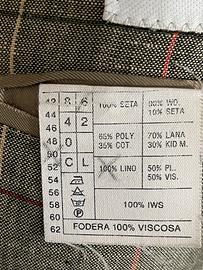 42 8 6 100% SETA 90% WO.
44 10% SETA
46 4 2
48 0 65% POLY. 70% LANA
50 35% COT. 30% KID M.
52 C L
54 100% LINO 50% PL.
56 50% VIS.
58
60 100% IWS
62 FODERA 100% VISCOSA